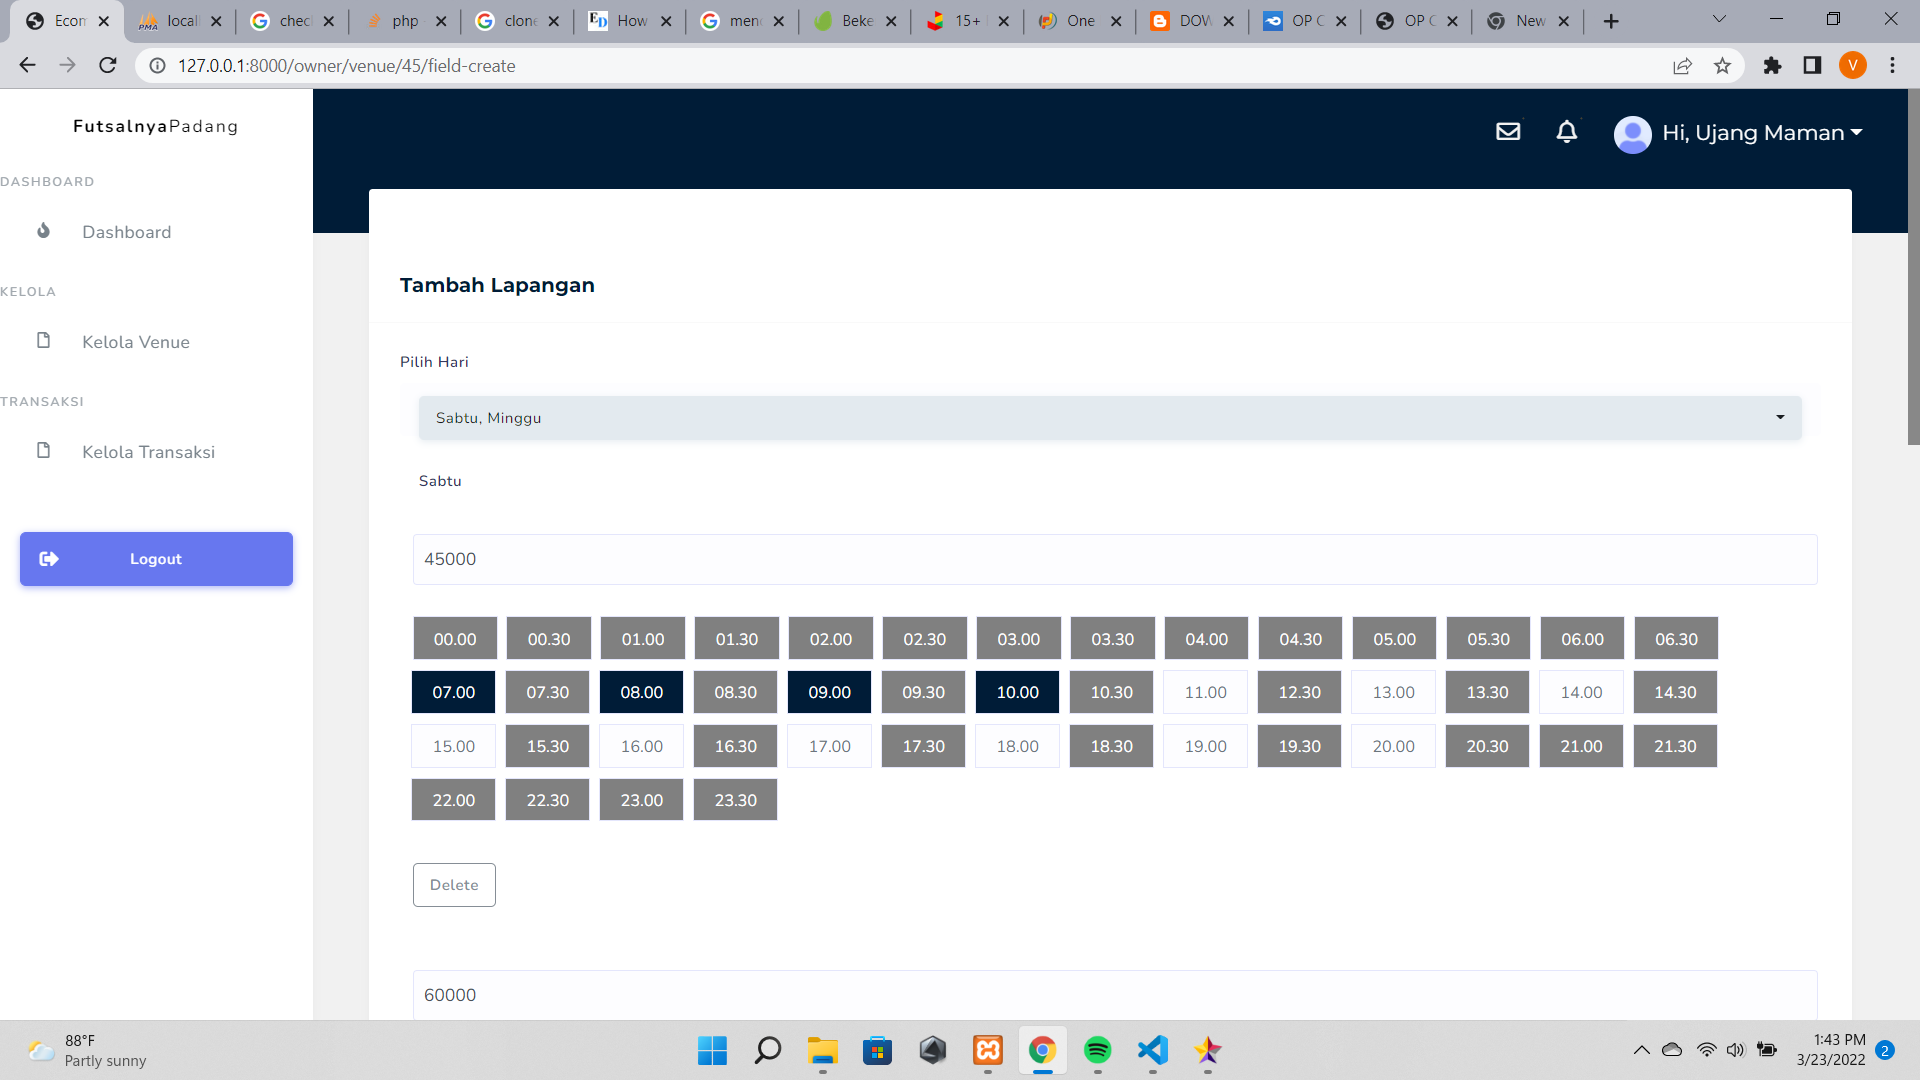 Ecom
locall
chec
php
clone
How
menc
Beke
15+
One
DOW
OP C
OP C
New
127.0.0.1:8000/owner/venue/45/field-create
V
FutsalnyaPadang
Hi, Ujang Maman
DASHBOARD
Dashboard
KELOLA
Kelola Venue
TRANSAKSI
Kelola Transaksi
Logout
Tambah Lapangan
Pilih Hari
Sabtu, Minggu
Sabtu
45000
00.00 00.30 01.00 01.30 02.00 02.30 03.00 03.30 04.00 04.30 05.00 05.30 06.00 06.30
07.00 07.30 08.00 08.30 09.00 09.30 10.00 10.30 11.00 12.30 13.00 13.30 14.00 14.30
15.00 15.30 16.00 16.30 17.00 17.30 18.00 18.30 19.00 19.30 20.00 20.30 21.00 21.30
22.00 22.30 23.00 23.30
Delete
60000
88°F
Partly sunny
1:43 PM
3/23/2022
2